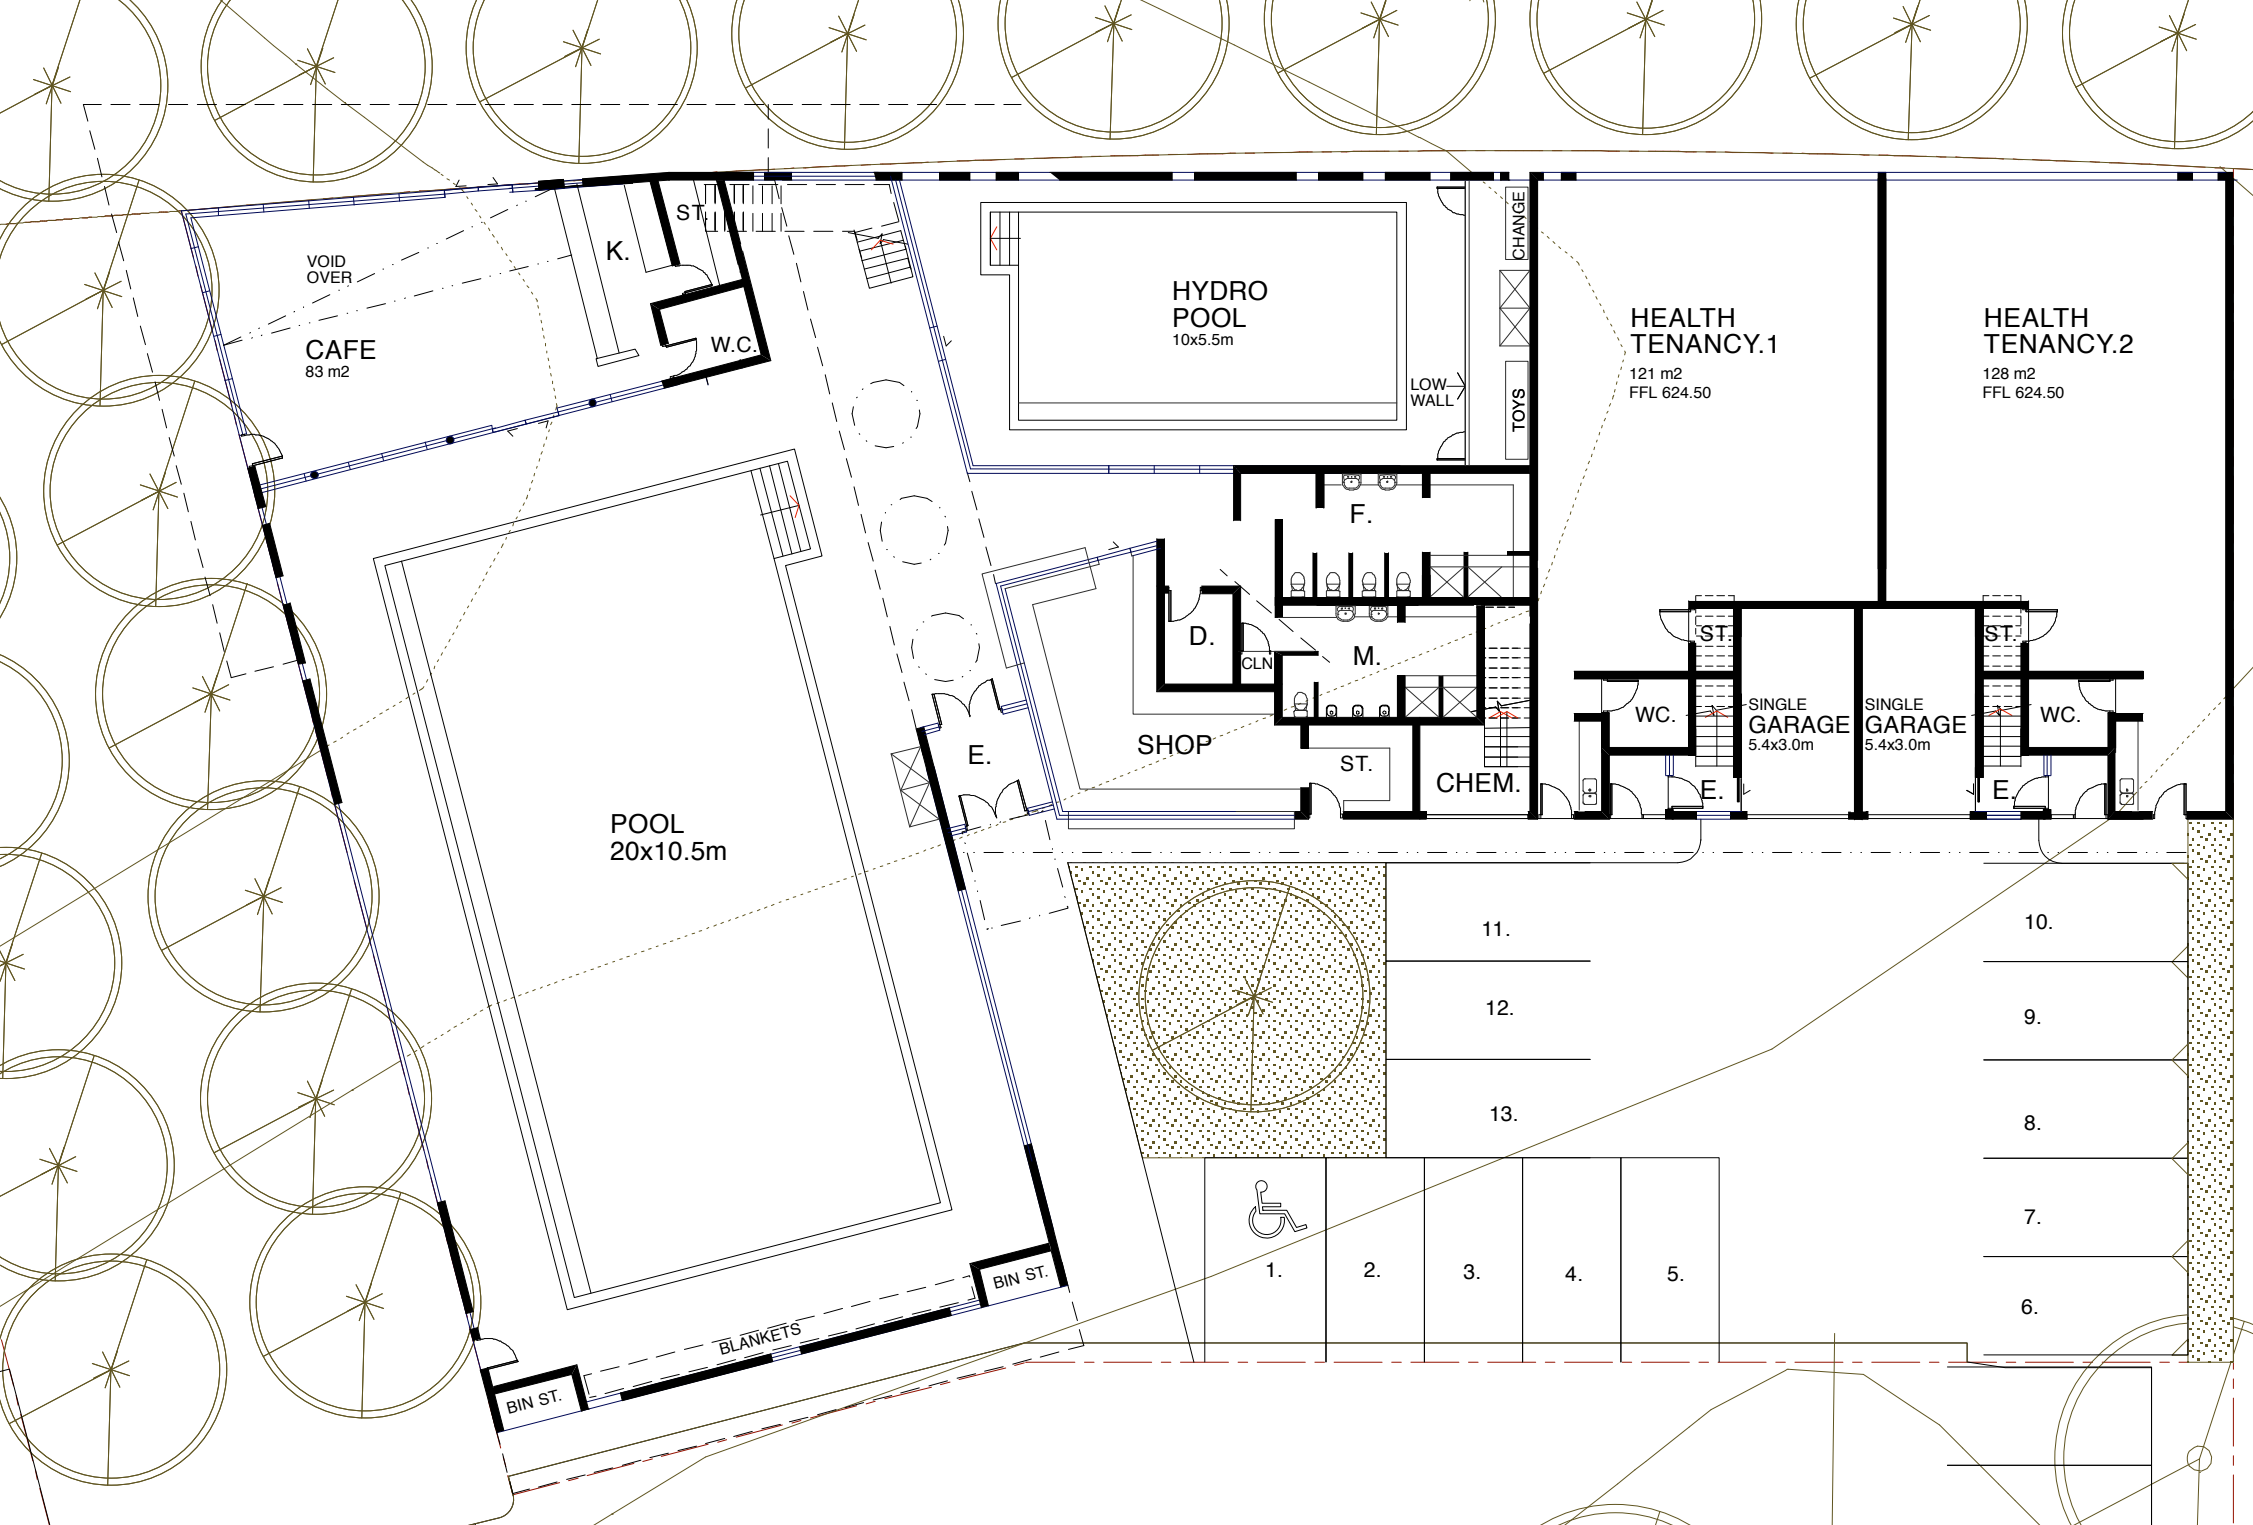 ST.
K.
VOID
OVER
CAFE
83 m2
W.C.
HYDRO
POOL
10x5.5m
CHANGE
LOW
WALL
TOYS
HEALTH
TENANCY.1
121 m2
FFL 624.50
HEALTH
TENANCY.2
128 m2
FFL 624.50
F.
D.
CLN
M.
ST.
ST.
WC.
SINGLE
GARAGE
5.4x3.0m
SINGLE
GARAGE
5.4x3.0m
WC.
E.
SHOP
ST.
CHEM.
E.
E.
POOL
20x10.5m
11.
12.
13.
10.
9.
8.
7.
6.
1.
2.
3.
4.
5.
BIN ST.
BLANKETS
BIN ST.